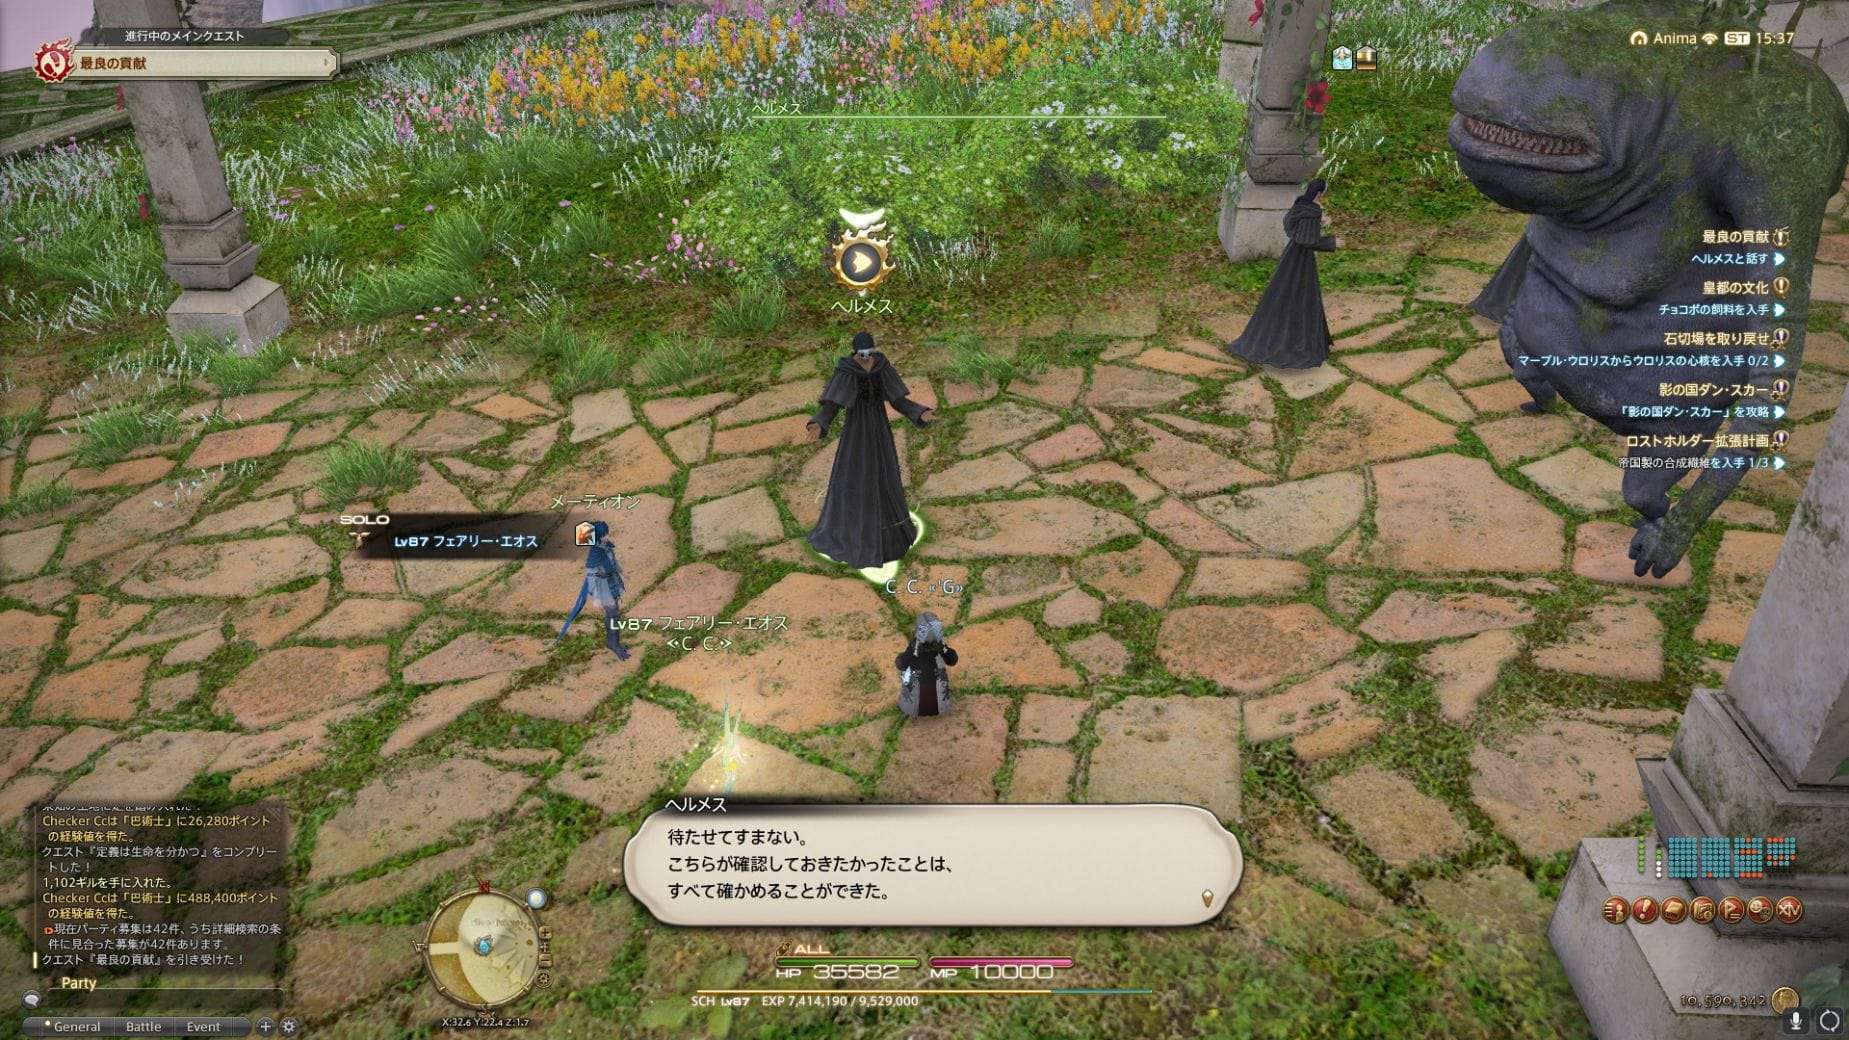 進行中のメインクエスト
最良の貢献
Anima ST 15:37
ヘルメス
ヘルメス
最良の貢献
ヘルメスと話す
皇都の文化
チョコボの飼料を入手
石切場を取り戻せ
マーブル・ウロリスからウロリスの心核を入手 0/2
影の国ダン・スカー
「影の国ダン・スカー」を攻略
ロストホルダー拡張計画
帝国製の合成繊維を入手 1/3
メーティオン
SOLO
Lv87 フェアリー・エオス
C. C. «'G»
Lv87 フェアリー・エオス
«C. C.»
ヘルメス
待たせてすまない。
こちらが確認しておきたかったことは、
すべて確かめることができた。
Checker Ccは「巴術士」に26,280ポイント
の経験値を得た。
クエスト『定義は生命を分かつ』をコンプリー
トした！
1,102ギルを手に入れた。
Checker Ccは「巴術士」に488,400ポイント
の経験値を得た。
現在パーティ募集は42件、うち詳細検索の条
件に見合った募集が42件あります。
クエスト『最良の貢献』を引き受けた！
Party
General Battle Event
X:32.6 Y:22.4 Z:1.7
ALL
HP 35582 MP 10000
SCH Lv87 EXP 7,414,190 / 9,529,000
XIV
10,590,342